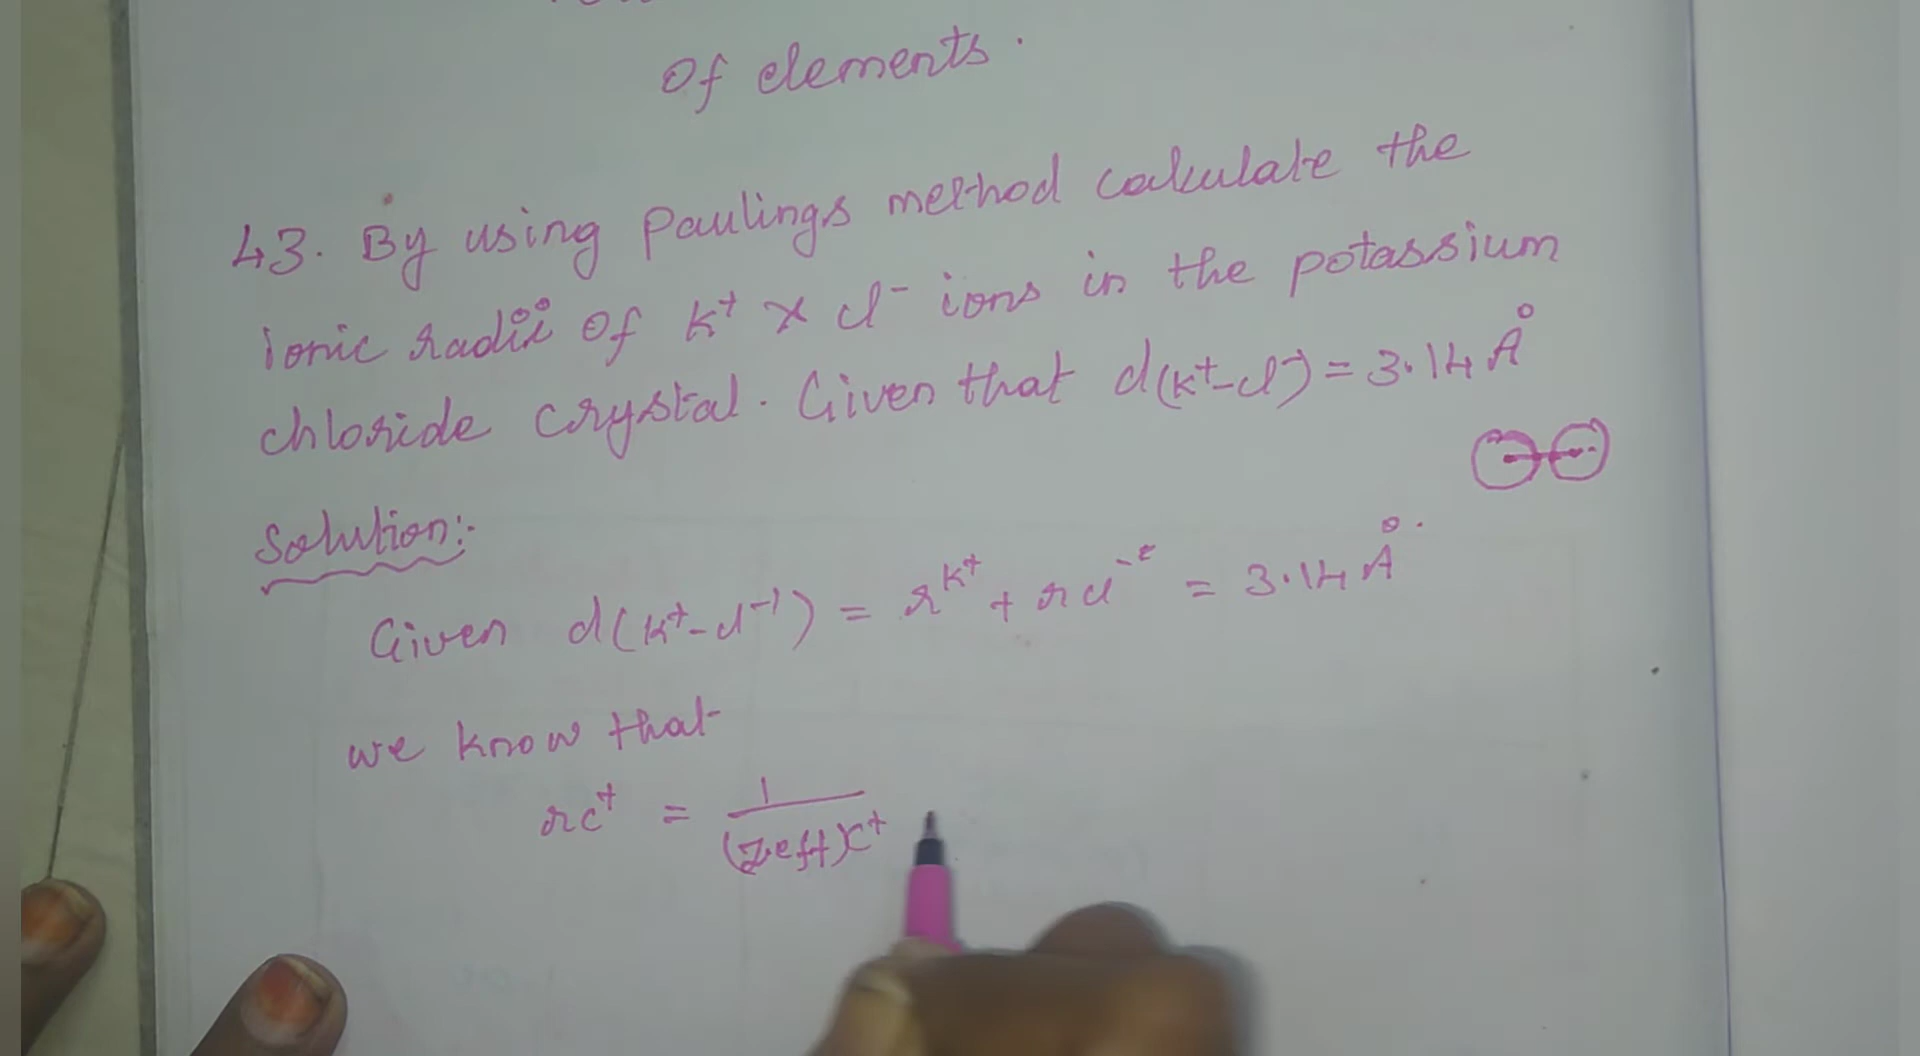 Of elements.
43. By using Paulings method calculate the
ionic radii of K+ & Cl- ions in the potassium
chloride crystal. Given that d(K+-Cl-) = 3.14 Å
Solution:-
Given d(K+-Cl-1) = rK+ + rCl- = 3.14 Å.
we know that
rc+ = 1/(Zeff)C+